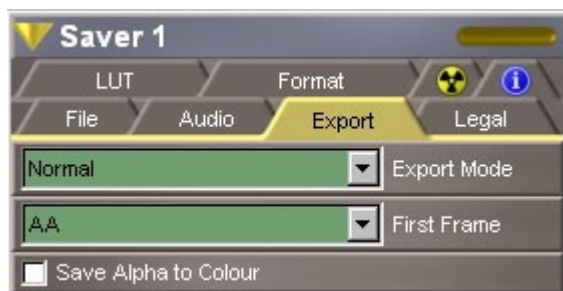 Saver 1
LUT Format
File Audio Export Legal
Normal Export Mode
AA First Frame
Save Alpha to Colour